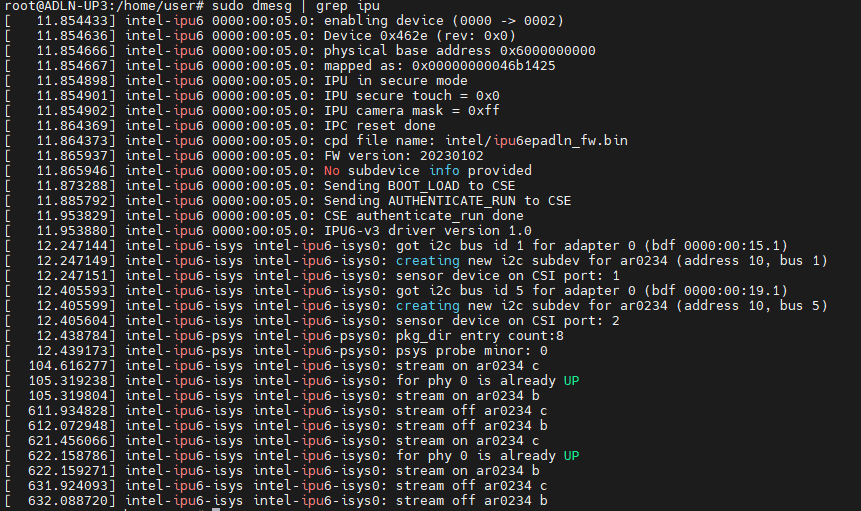 root@ADLN-UP3:/home/user# sudo dmesg | grep ipu
[   11.854433] intel-ipu6 0000:00:05.0: enabling device (0000 -> 0002)
[   11.854636] intel-ipu6 0000:00:05.0: Device 0x462e (rev: 0x0)
[   11.854666] intel-ipu6 0000:00:05.0: physical base address 0x6000000000
[   11.854667] intel-ipu6 0000:00:05.0: mapped as: 0x00000000046b1425
[   11.854898] intel-ipu6 0000:00:05.0: IPU in secure mode
[   11.854901] intel-ipu6 0000:00:05.0: IPU secure touch = 0x0
[   11.854902] intel-ipu6 0000:00:05.0: IPU camera mask = 0xff
[   11.864369] intel-ipu6 0000:00:05.0: IPC reset done
[   11.864373] intel-ipu6 0000:00:05.0: cpd file name: intel/ipu6epadln_fw.bin
[   11.865937] intel-ipu6 0000:00:05.0: FW version: 20230102
[   11.865946] intel-ipu6 0000:00:05.0: No subdevice info provided
[   11.873288] intel-ipu6 0000:00:05.0: Sending BOOT_LOAD to CSE
[   11.885792] intel-ipu6 0000:00:05.0: Sending AUTHENTICATE_RUN to CSE
[   11.953829] intel-ipu6 0000:00:05.0: CSE authenticate_run done
[   11.953880] intel-ipu6 0000:00:05.0: IPU6-v3 driver version 1.0
[   12.247144] intel-ipu6-isys intel-ipu6-isys0: got i2c bus id 1 for adapter 0 (bdf 0000:00:15.1)
[   12.247149] intel-ipu6-isys intel-ipu6-isys0: creating new i2c subdev for ar0234 (address 10, bus 1)
[   12.247151] intel-ipu6-isys intel-ipu6-isys0: sensor device on CSI port: 1
[   12.405593] intel-ipu6-isys intel-ipu6-isys0: got i2c bus id 5 for adapter 0 (bdf 0000:00:19.1)
[   12.405599] intel-ipu6-isys intel-ipu6-isys0: creating new i2c subdev for ar0234 (address 10, bus 5)
[   12.405604] intel-ipu6-isys intel-ipu6-isys0: sensor device on CSI port: 2
[   12.438784] intel-ipu6-psys intel-ipu6-psys0: pkg_dir entry count:8
[   12.439173] intel-ipu6-psys intel-ipu6-psys0: psys probe minor: 0
[  104.616277] intel-ipu6-isys intel-ipu6-isys0: stream on ar0234 c
[  105.319238] intel-ipu6-isys intel-ipu6-isys0: for phy 0 is already UP
[  105.319804] intel-ipu6-isys intel-ipu6-isys0: stream on ar0234 b
[  611.934828] intel-ipu6-isys intel-ipu6-isys0: stream off ar0234 c
[  612.072948] intel-ipu6-isys intel-ipu6-isys0: stream off ar0234 b
[  621.456066] intel-ipu6-isys intel-ipu6-isys0: stream on ar0234 c
[  622.158786] intel-ipu6-isys intel-ipu6-isys0: for phy 0 is already UP
[  622.159271] intel-ipu6-isys intel-ipu6-isys0: stream on ar0234 b
[  631.924093] intel-ipu6-isys intel-ipu6-isys0: stream off ar0234 c
[  632.088720] intel-ipu6-isys intel-ipu6-isys0: stream off ar0234 b